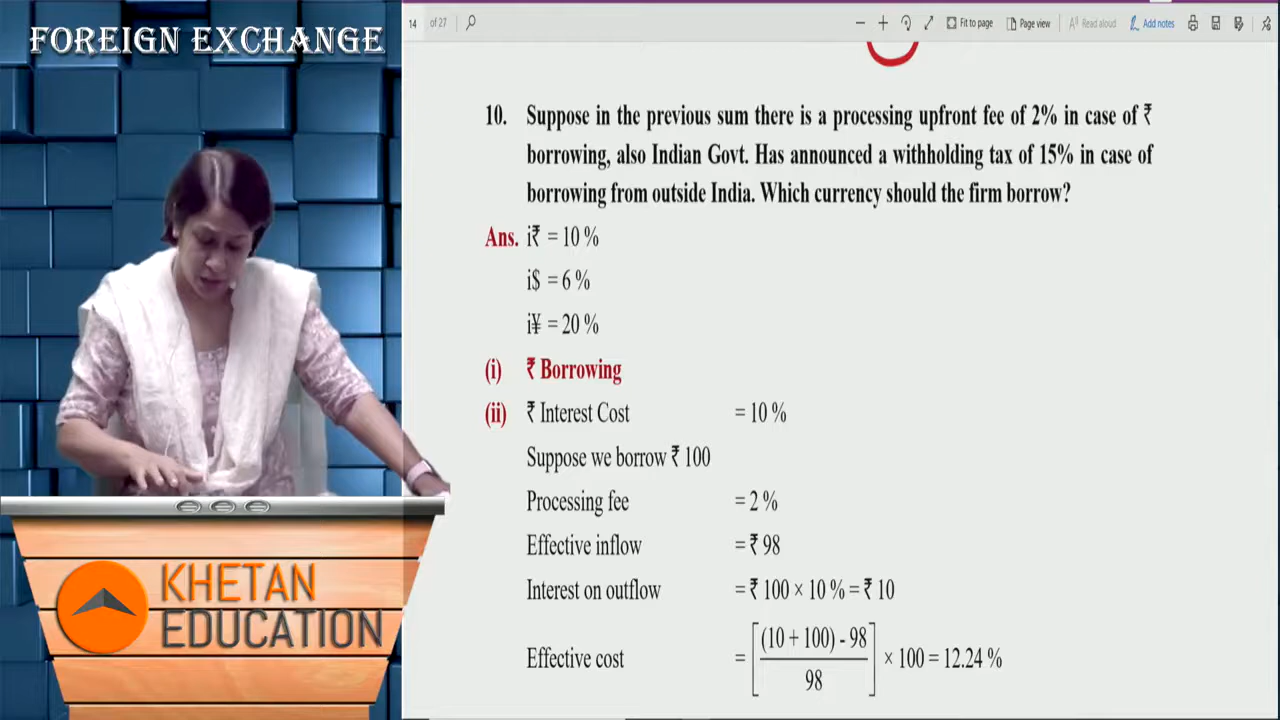 FOREIGN EXCHANGE
14 of 27
Fit to page
Page view
Read aloud
Add notes
10. Suppose in the previous sum there is a processing upfront fee of 2% in case of ₹
borrowing, also Indian Govt. Has announced a withholding tax of 15% in case of
borrowing from outside India. Which currency should the firm borrow?
Ans. i₹ = 10 %
i$ = 6 %
i¥ = 20 %
(i) ₹ Borrowing
(ii) ₹ Interest Cost = 10 %
Suppose we borrow ₹ 100
Processing fee = 2 %
Effective inflow = ₹ 98
Interest on outflow = ₹ 100 × 10 % = ₹ 10
Effective cost = [(10 + 100) - 98 / 98] × 100 = 12.24 %
KHETAN
EDUCATION